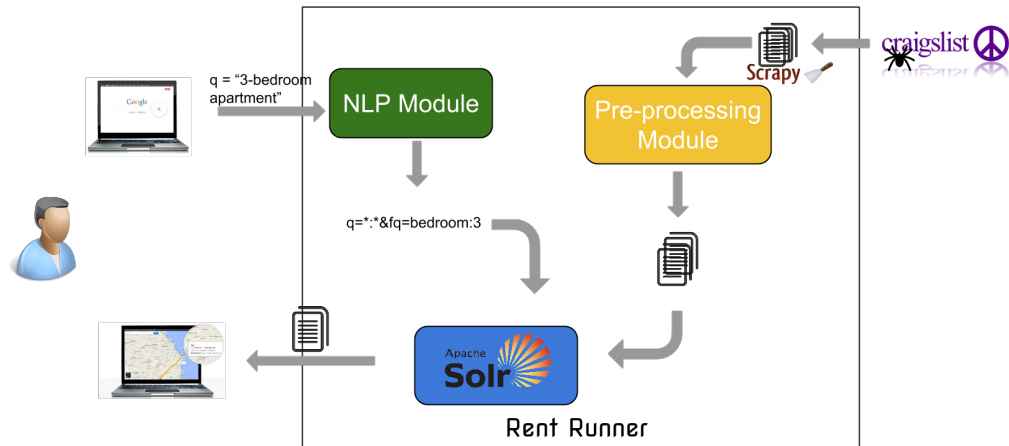 craigslist
Scrapy
q = “3-bedroom
apartment”
Google
NLP Module
Pre-processing
Module
q=*:*&fq=bedroom:3
Apache
Solr
Rent Runner